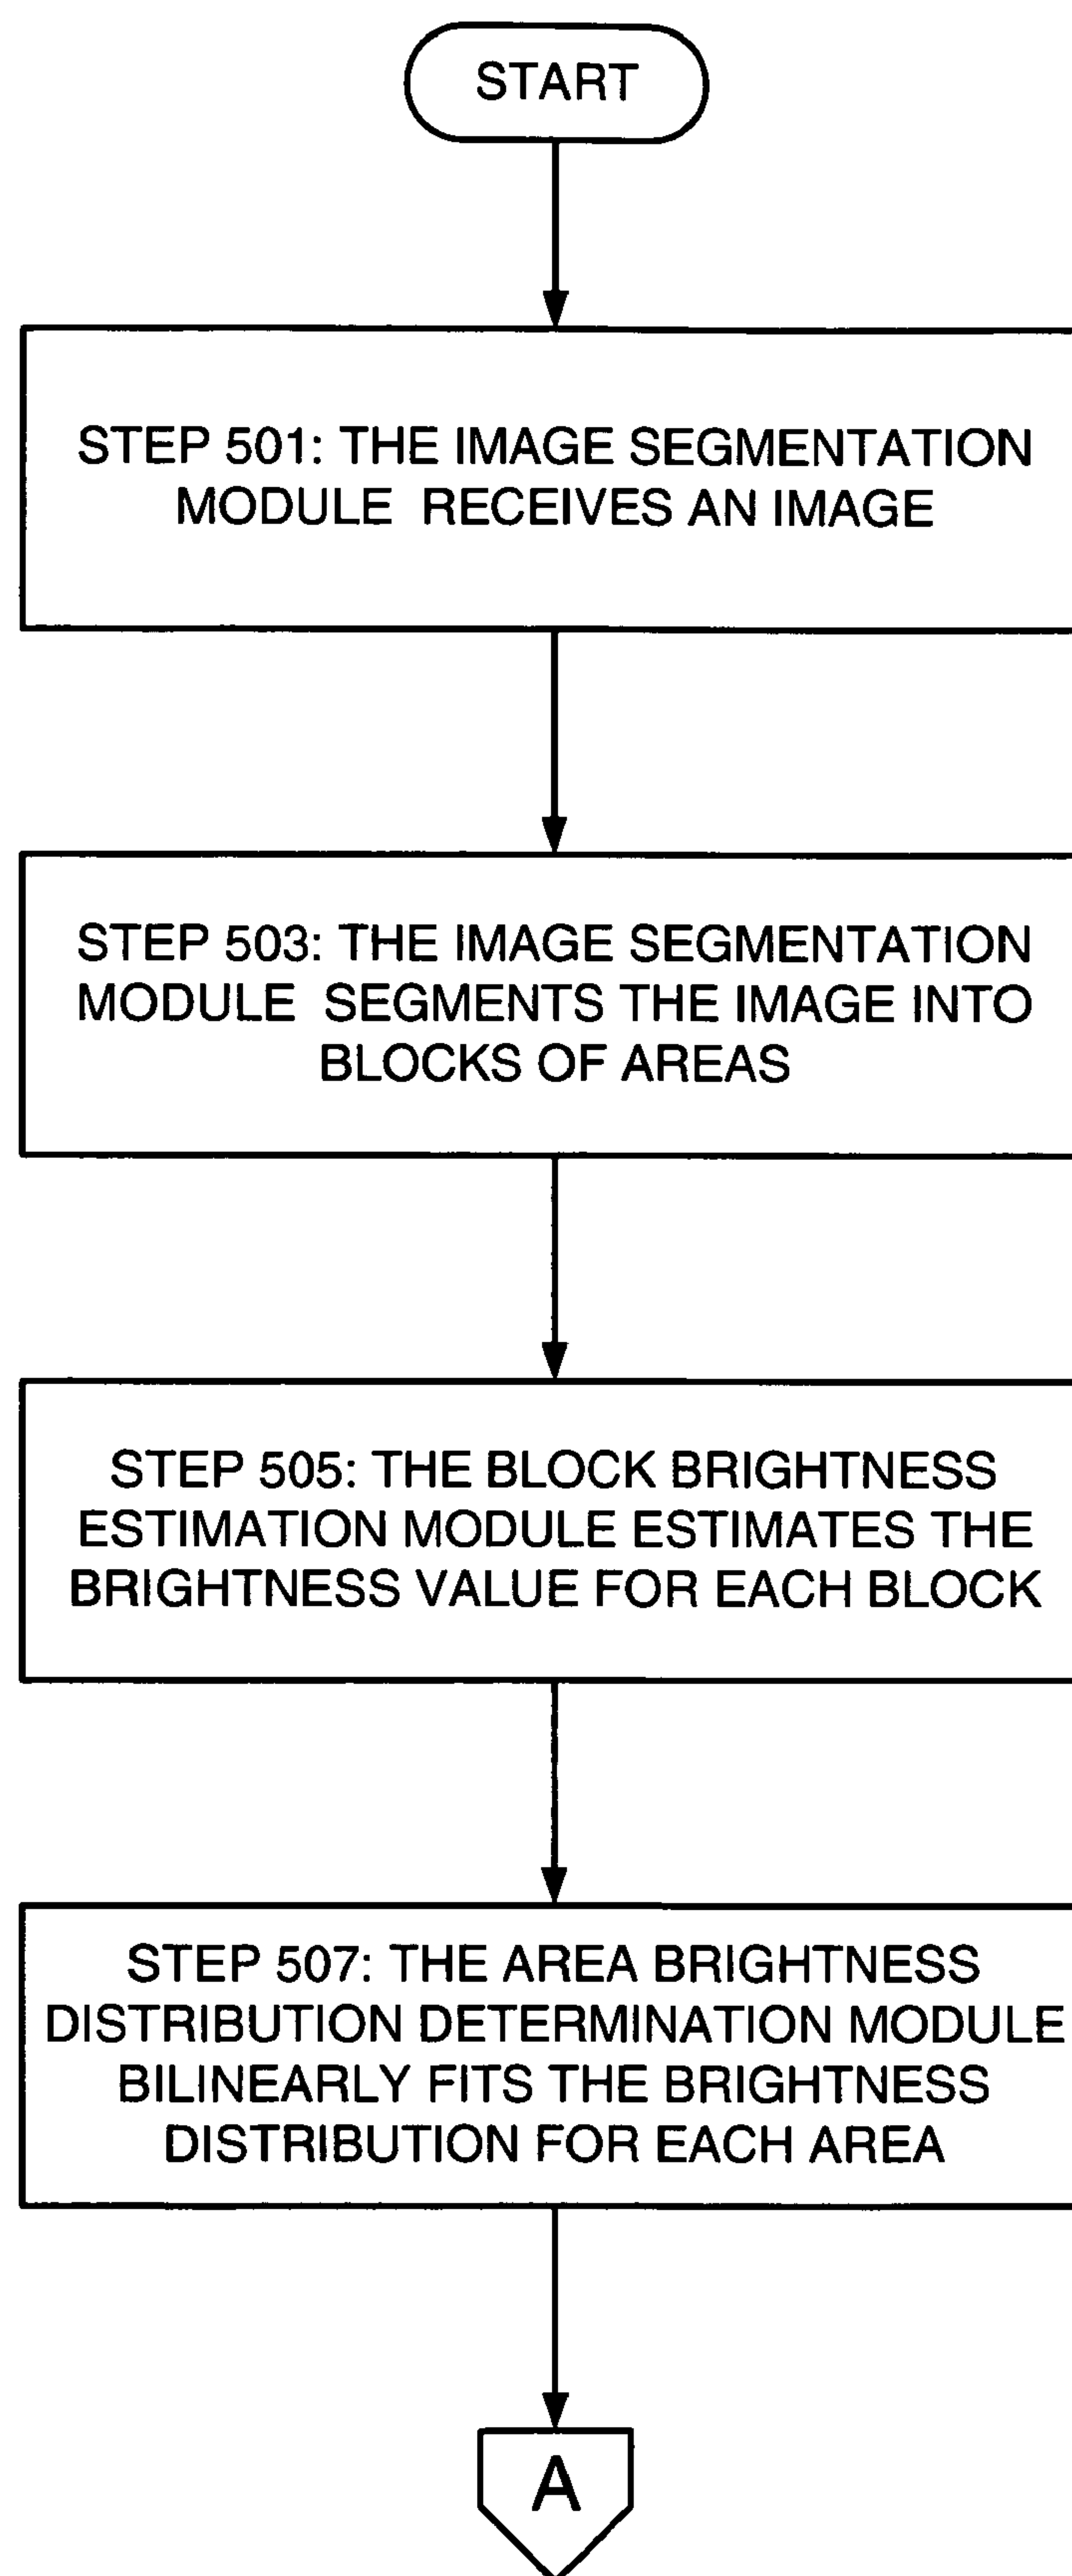 START
STEP 501: THE IMAGE SEGMENTATION
MODULE RECEIVES AN IMAGE
STEP 503: THE IMAGE SEGMENTATION
MODULE SEGMENTS THE IMAGE INTO
BLOCKS OF AREAS
STEP 505: THE BLOCK BRIGHTNESS
ESTIMATION MODULE ESTIMATES THE
BRIGHTNESS VALUE FOR EACH BLOCK
STEP 507: THE AREA BRIGHTNESS
DISTRIBUTION DETERMINATION MODULE
BILINEARLY FITS THE BRIGHTNESS
DISTRIBUTION FOR EACH AREA
A